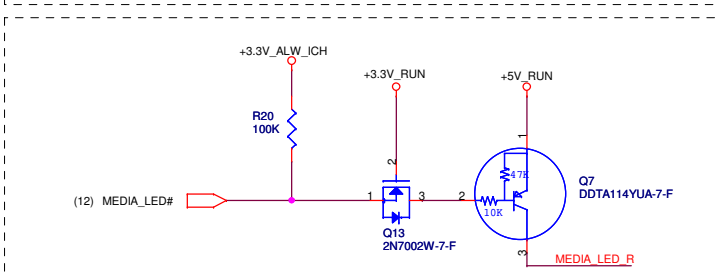 +3.3V_ALW_ICH
+3.3V_RUN
+5V_RUN
R20
100K
2
1
47K
Q7
DDTA114YUA-7-F
(12) MEDIA_LED#
1
3
2
10K
Q13
2N7002W-7-F
3
MEDIA_LED_R